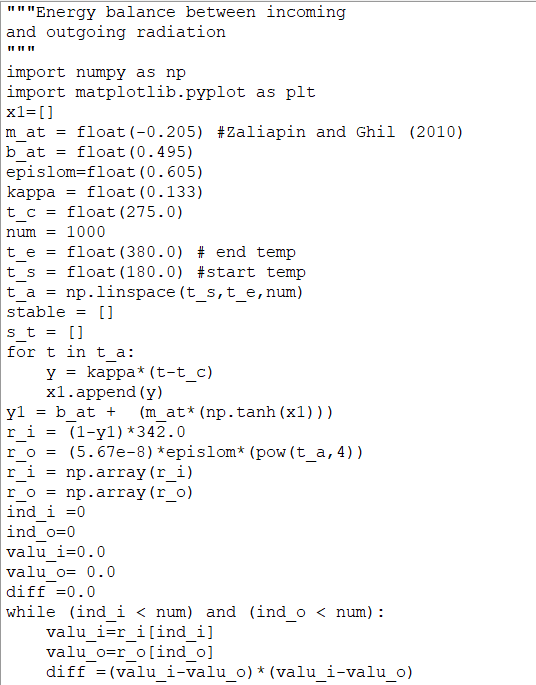 """Energy balance between incoming
and outgoing radiation
"""
import numpy as np
import matplotlib.pyplot as plt
x1=[]
m_at = float(-0.205) #Zaliapin and Ghil (2010)
b_at = float(0.495)
epislom=float(0.605)
kappa = float(0.133)
t_c = float(275.0)
num = 1000
t_e = float(380.0) # end temp
t_s = float(180.0) #start temp
t_a = np.linspace(t_s,t_e,num)
stable = []
s_t = []
for t in t_a:
    y = kappa*(t-t_c)
    x1.append(y)
y1 = b_at +  (m_at*(np.tanh(x1)))
r_i = (1-y1)*342.0
r_o = (5.67e-8)*epislom*(pow(t_a,4))
r_i = np.array(r_i)
r_o = np.array(r_o)
ind_i =0
ind_o=0
valu_i=0.0
valu_o= 0.0
diff =0.0
while (ind_i < num) and (ind_o < num):
    valu_i=r_i[ind_i]
    valu_o=r_o[ind_o]
    diff =(valu_i-valu_o)*(valu_i-valu_o)